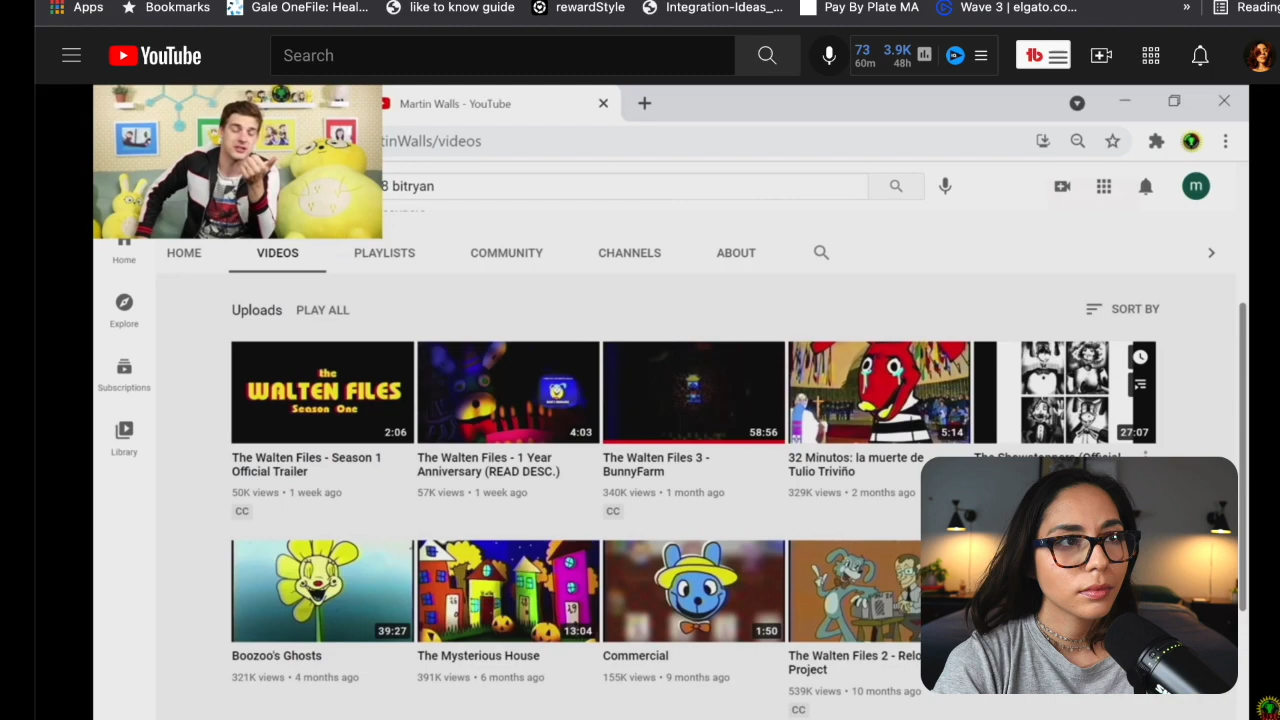 Apps Bookmarks Gale OneFile: Heal... like to know guide rewardStyle Integration-Ideas_... Pay By Plate MA Wave 3 | elgato.co... » Reading
YouTube Search 73 60m 3.9K 48h tb
Martin Walls - YouTube
tinWalls/videos
8 bitryan m
HOME VIDEOS PLAYLISTS COMMUNITY CHANNELS ABOUT
Home
Explore
Subscriptions
Library
Uploads PLAY ALL SORT BY
the
WALTEN FILES
Season One
2:06 4:03 58:56 5:14 27:07
The Walten Files - Season 1
Official Trailer
50K views • 1 week ago
CC
The Walten Files - 1 Year
Anniversary (READ DESC.)
57K views • 1 week ago
The Walten Files 3 -
BunnyFarm
340K views • 1 month ago
CC
32 Minutos: la muerte de
Tulio Triviño
329K views • 2 months ago
39:27 13:04 1:50
Boozoo's Ghosts
321K views • 4 months ago
The Mysterious House
391K views • 6 months ago
Commercial
155K views • 9 months ago
The Walten Files 2 - Relo
Project
539K views • 10 months ago
CC